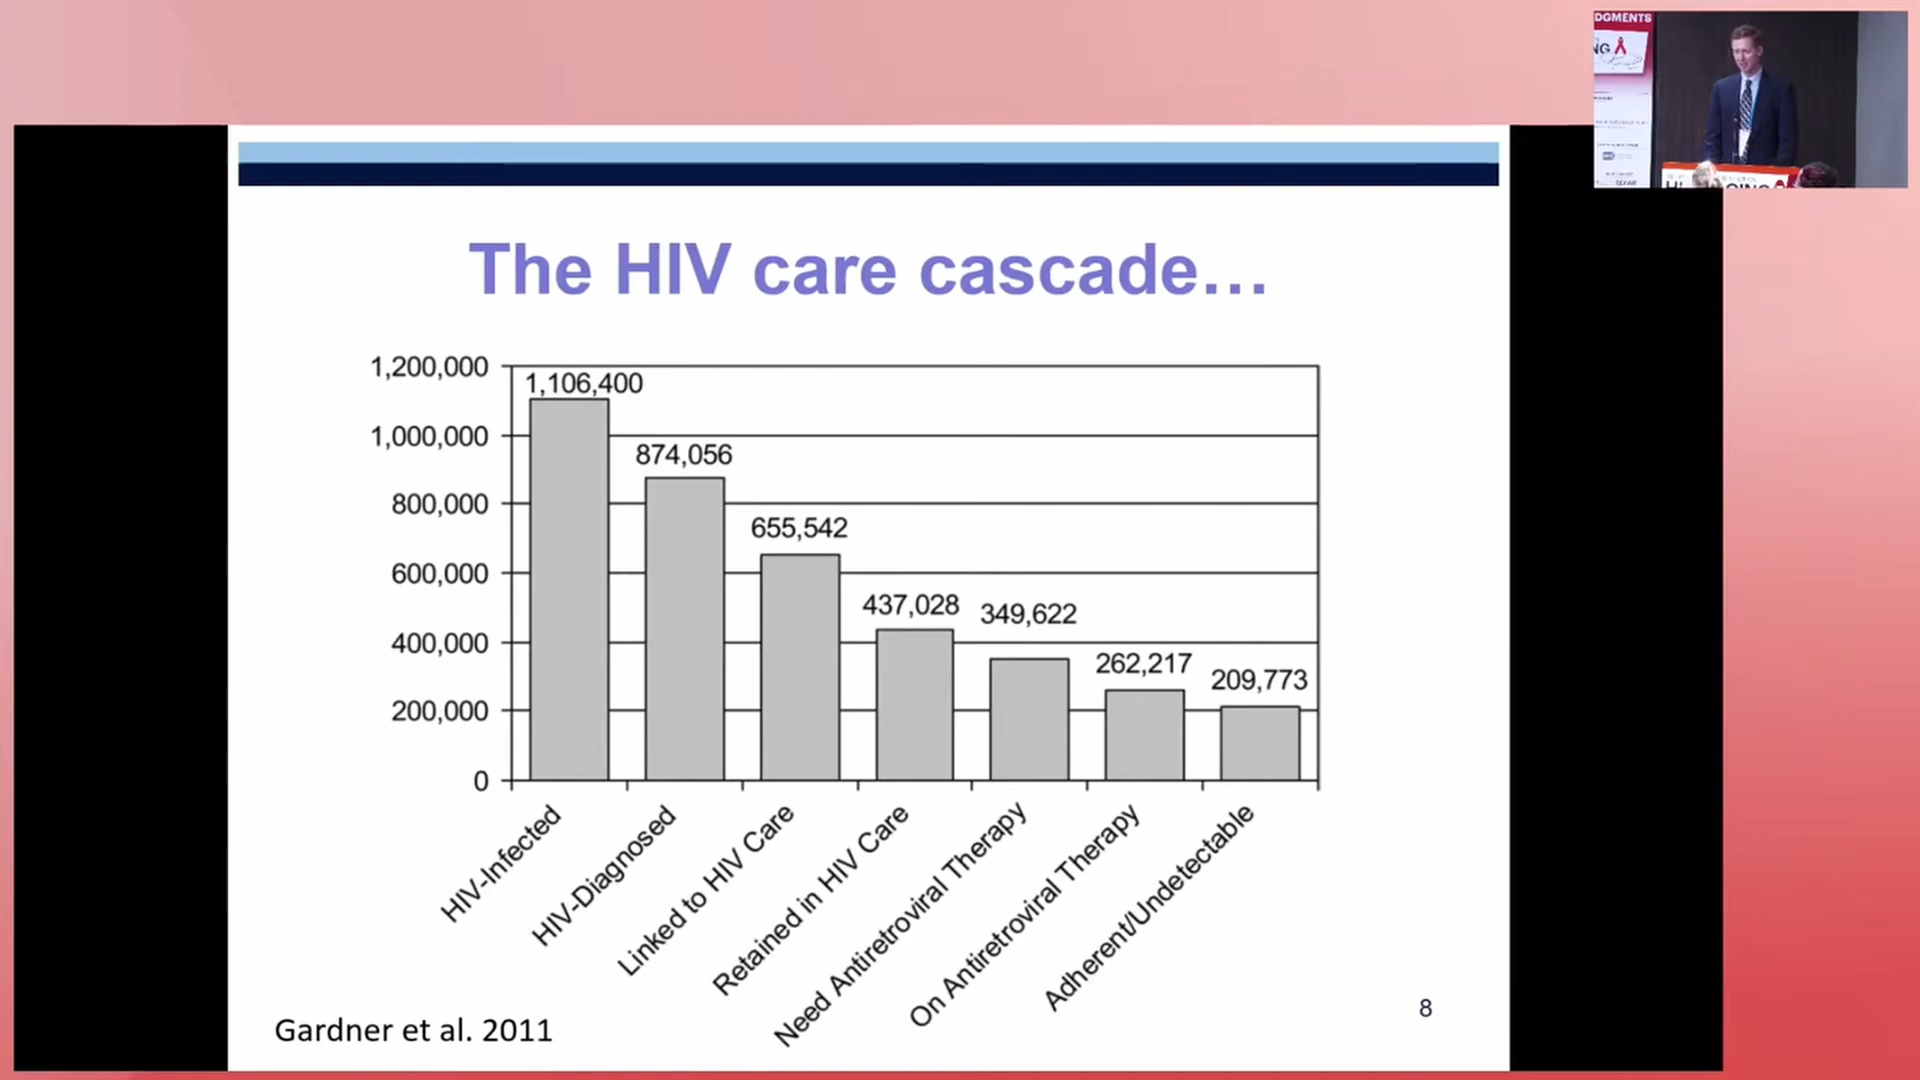 DGMENTS
The HIV care cascade...
1,200,000
1,000,000
800,000
600,000
400,000
200,000
0
1,106,400
874,056
655,542
437,028
349,622
262,217
209,773
HIV-Infected
HIV-Diagnosed
Linked to HIV Care
Retained in HIV Care
Need Antiretroviral Therapy
On Antiretroviral Therapy
Adherent/Undetectable
Gardner et al. 2011
8